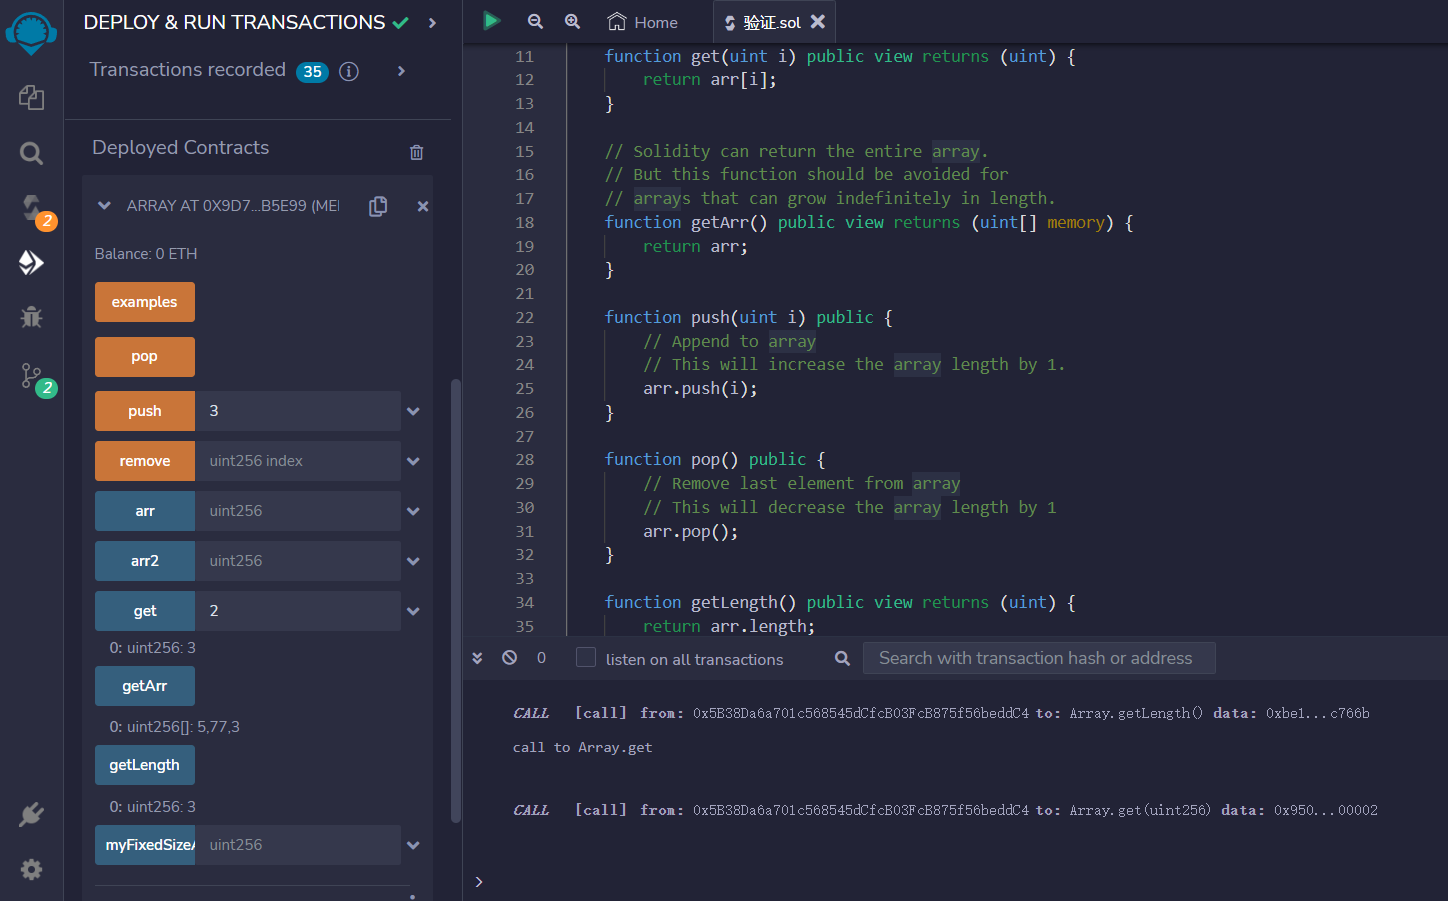 DEPLOY & RUN TRANSACTIONS
Transactions recorded 35
Deployed Contracts
2
ARRAY AT 0X9D7...B5E99 (MEI
Balance: 0 ETH
examples
pop
2
push 3
remove uint256 index
arr uint256
arr2 uint256
get 2
0: uint256: 3
getArr
0: uint256[]: 5,77,3
getLength
0: uint256: 3
myFixedSizeA uint256
Home
验证.sol
11 function get(uint i) public view returns (uint) {
12 return arr[i];
13 }
14
15 // Solidity can return the entire array.
16 // But this function should be avoided for
17 // arrays that can grow indefinitely in length.
18 function getArr() public view returns (uint[] memory) {
19 return arr;
20 }
21
22 function push(uint i) public {
23 // Append to array
24 // This will increase the array length by 1.
25 arr.push(i);
26 }
27
28 function pop() public {
29 // Remove last element from array
30 // This will decrease the array length by 1
31 arr.pop();
32 }
33
34 function getLength() public view returns (uint) {
35 return arr.length;
0 listen on all transactions Search with transaction hash or address
CALL [call] from: 0x5B38Da6a701c568545dCfcB03FcB875f56beddC4 to: Array.getLength() data: 0xbe1...c766b
call to Array.get
CALL [call] from: 0x5B38Da6a701c568545dCfcB03FcB875f56beddC4 to: Array.get(uint256) data: 0x950...00002
>